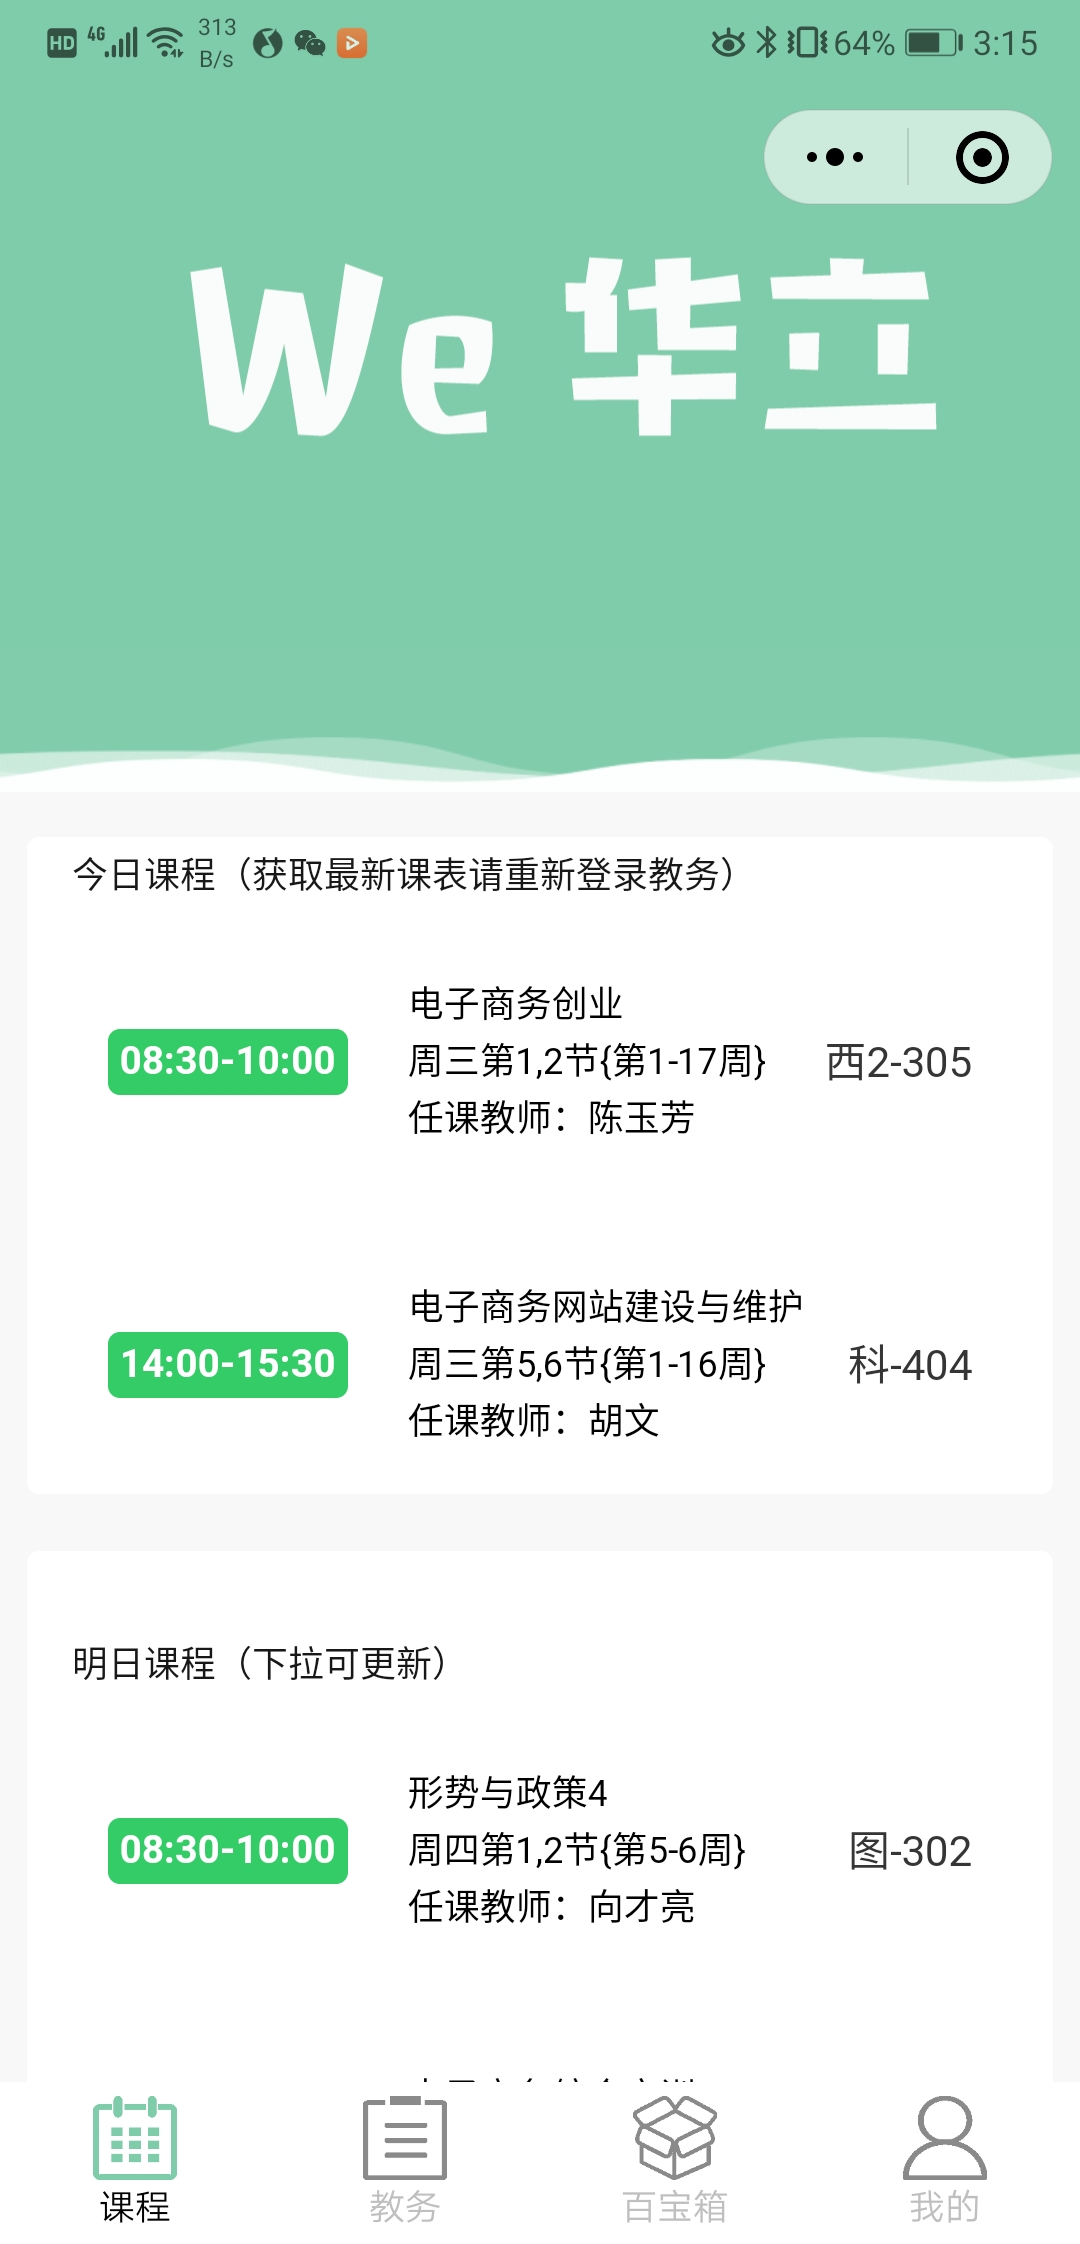 HD 4G 313 B/s 64% 3:15
We 华立
今日课程（获取最新课表请重新登录教务）
电子商务创业
08:30-10:00 周三第1,2节{第1-17周} 西2-305
任课教师：陈玉芳
电子商务网站建设与维护
14:00-15:30 周三第5,6节{第1-16周} 科-404
任课教师：胡文
明日课程（下拉可更新）
形势与政策4
08:30-10:00 周四第1,2节{第5-6周} 图-302
任课教师：向才亮
课程 教务 百宝箱 我的